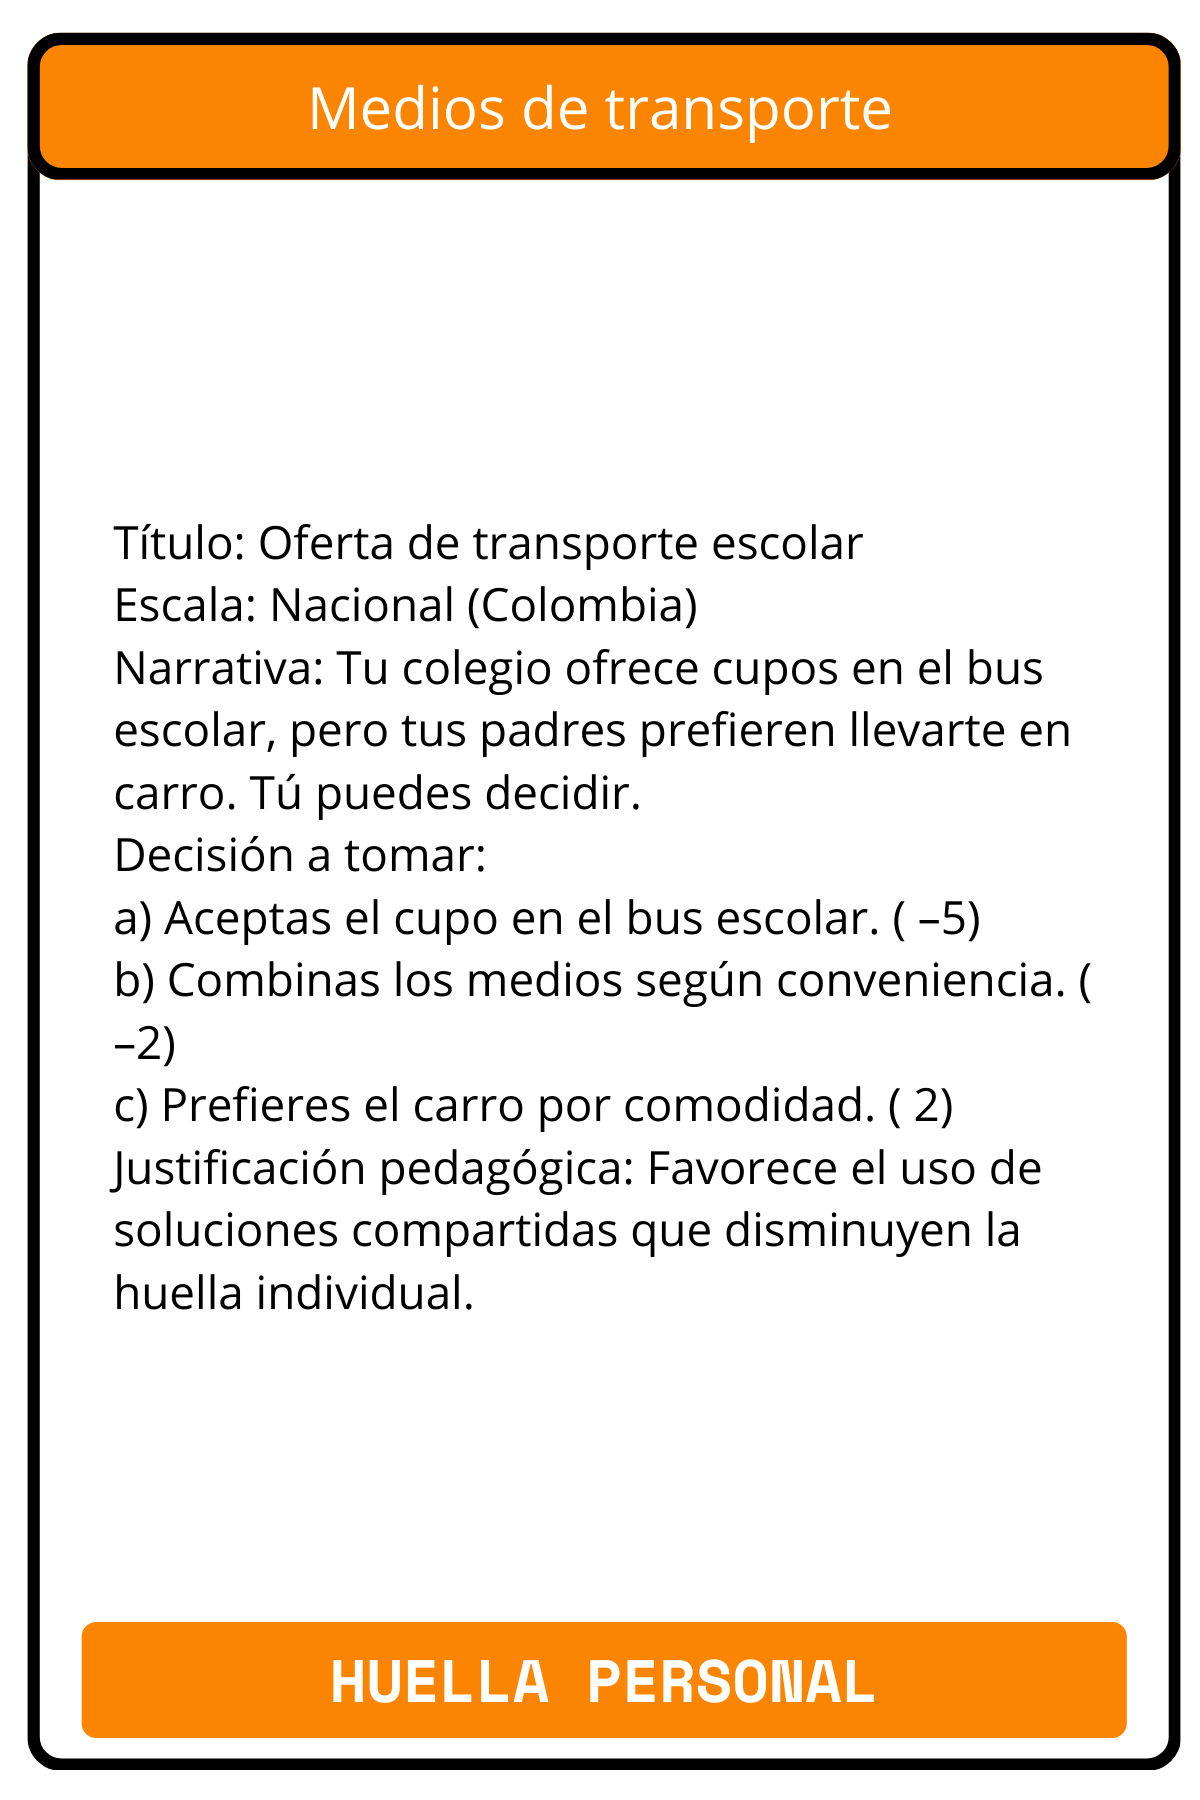 Medios de transporte
Título: Oferta de transporte escolar
Escala: Nacional (Colombia)
Narrativa: Tu colegio ofrece cupos en el bus
escolar, pero tus padres prefieren llevarte en
carro. Tú puedes decidir.
Decisión a tomar:
a) Aceptas el cupo en el bus escolar. ( –5)
b) Combinas los medios según conveniencia. (
–2)
c) Prefieres el carro por comodidad. ( 2)
Justificación pedagógica: Favorece el uso de
soluciones compartidas que disminuyen la
huella individual.
HUELLA PERSONAL